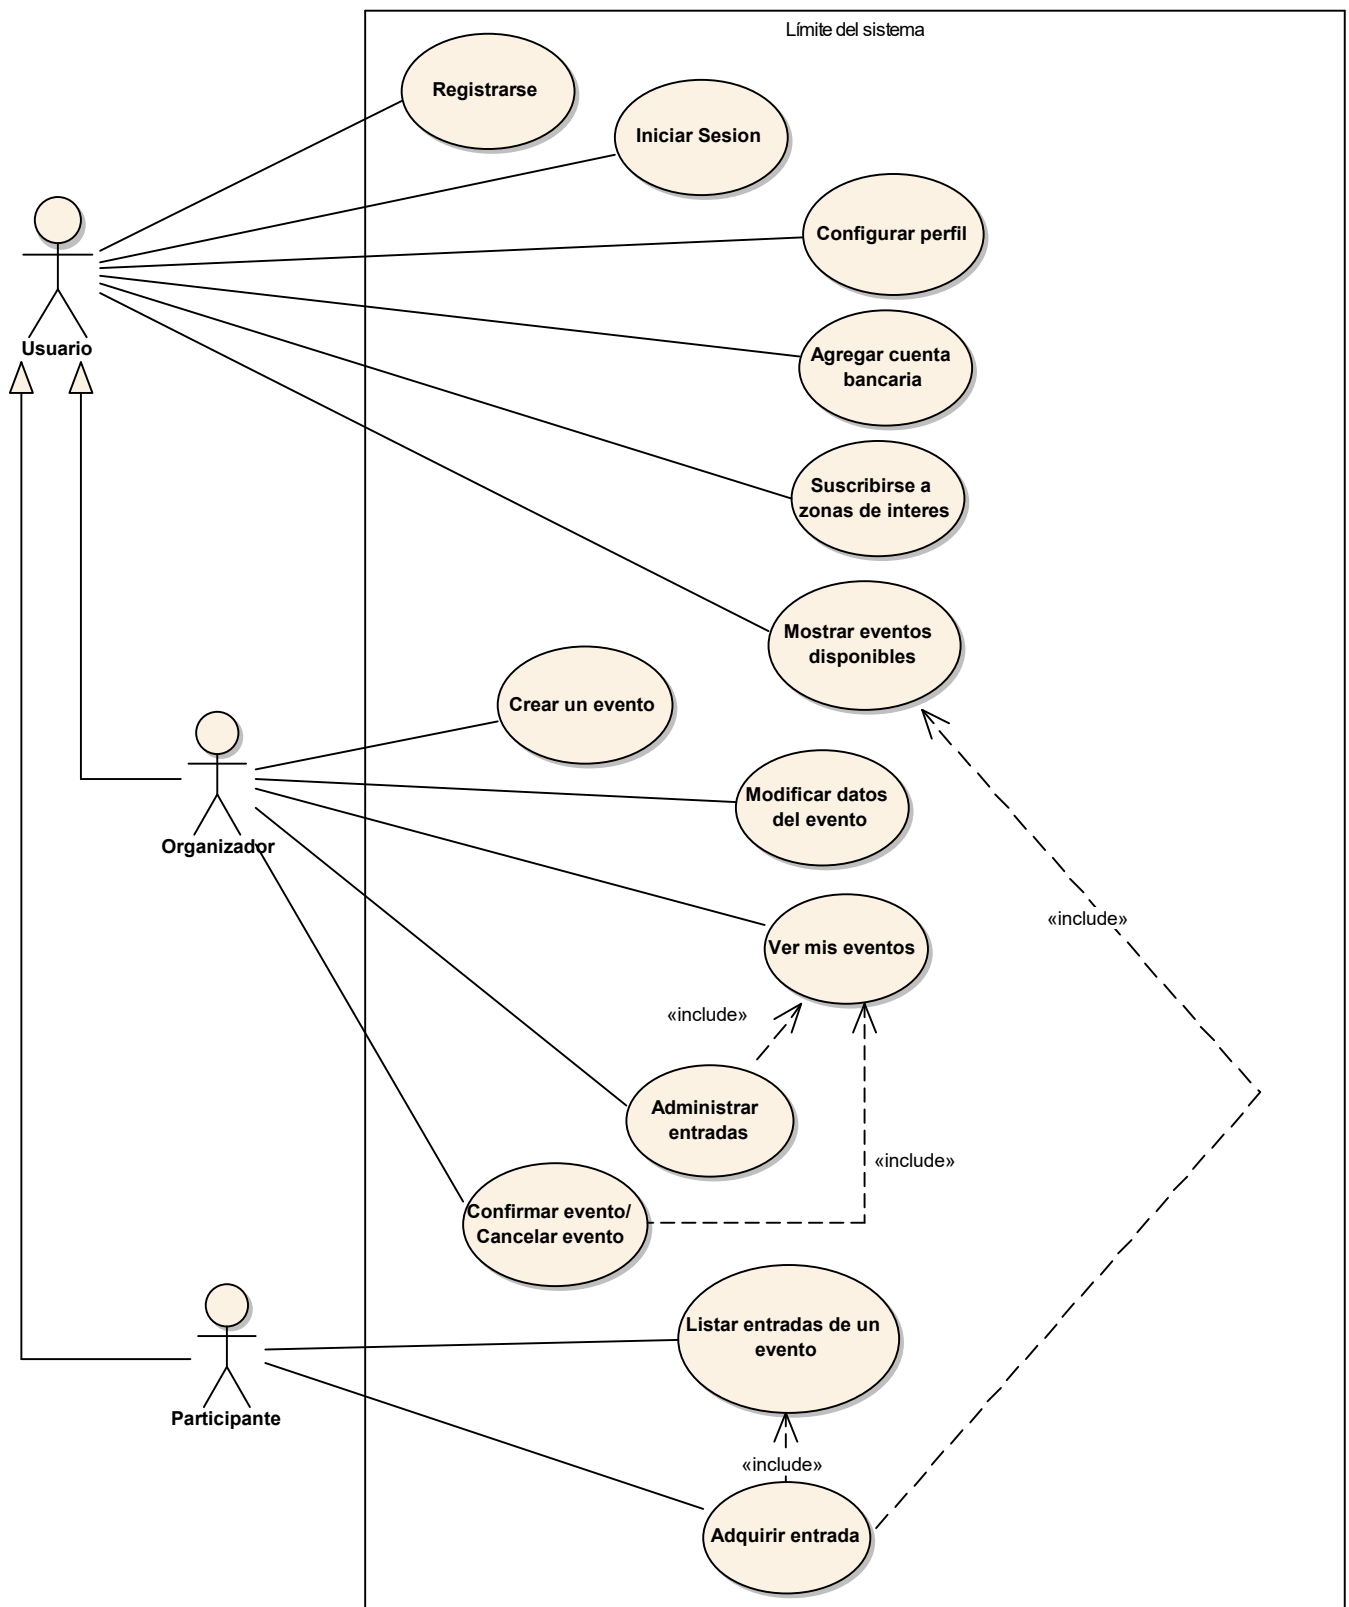 Límite del sistema
Registrarse
Iniciar Sesion
Configurar perfil
Usuario
Agregar cuenta
bancaria
Suscribirse a
zonas de interes
Mostrar eventos
disponibles
Crear un evento
Modificar datos
del evento
Organizador
«include»
Ver mis eventos
«include»
Administrar
entradas
«include»
Confirmar evento/
Cancelar evento
Listar entradas de un
evento
Participante
«include»
Adquirir entrada